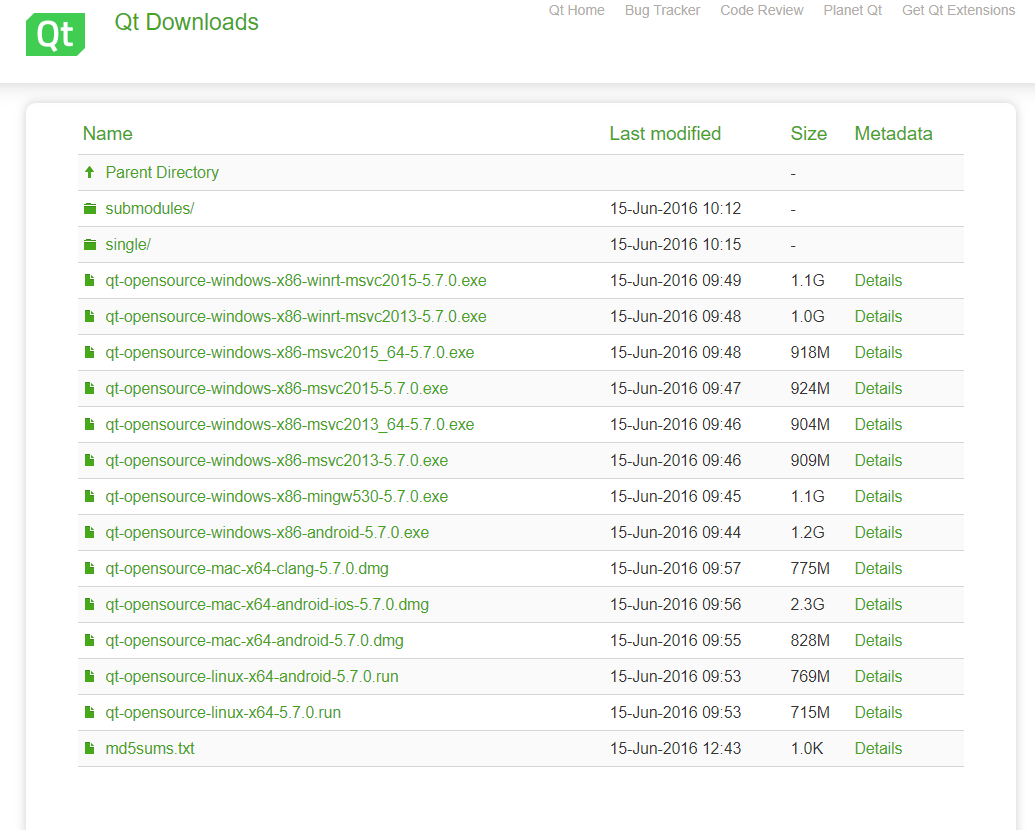 Qt Qt Downloads Qt Home Bug Tracker Code Review Planet Qt Get Qt Extensions
Name Last modified Size Metadata
Parent Directory -
submodules/ 15-Jun-2016 10:12 -
single/ 15-Jun-2016 10:15 -
qt-opensource-windows-x86-winrt-msvc2015-5.7.0.exe 15-Jun-2016 09:49 1.1G Details
qt-opensource-windows-x86-winrt-msvc2013-5.7.0.exe 15-Jun-2016 09:48 1.0G Details
qt-opensource-windows-x86-msvc2015_64-5.7.0.exe 15-Jun-2016 09:48 918M Details
qt-opensource-windows-x86-msvc2015-5.7.0.exe 15-Jun-2016 09:47 924M Details
qt-opensource-windows-x86-msvc2013_64-5.7.0.exe 15-Jun-2016 09:46 904M Details
qt-opensource-windows-x86-msvc2013-5.7.0.exe 15-Jun-2016 09:46 909M Details
qt-opensource-windows-x86-mingw530-5.7.0.exe 15-Jun-2016 09:45 1.1G Details
qt-opensource-windows-x86-android-5.7.0.exe 15-Jun-2016 09:44 1.2G Details
qt-opensource-mac-x64-clang-5.7.0.dmg 15-Jun-2016 09:57 775M Details
qt-opensource-mac-x64-android-ios-5.7.0.dmg 15-Jun-2016 09:56 2.3G Details
qt-opensource-mac-x64-android-5.7.0.dmg 15-Jun-2016 09:55 828M Details
qt-opensource-linux-x64-android-5.7.0.run 15-Jun-2016 09:53 769M Details
qt-opensource-linux-x64-5.7.0.run 15-Jun-2016 09:53 715M Details
md5sums.txt 15-Jun-2016 12:43 1.0K Details